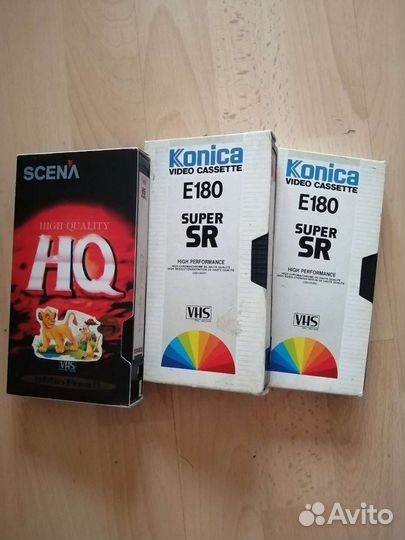 SCENA
HIGH QUALITY
HQ
VHS
Konica
VIDEO CASSETTE
E180
SUPER
SR
HIGH PERFORMANCE
VHS
Konica
VIDEO CASSETTE
E180
SUPER
SR
HIGH PERFORMANCE
VHS
Avito